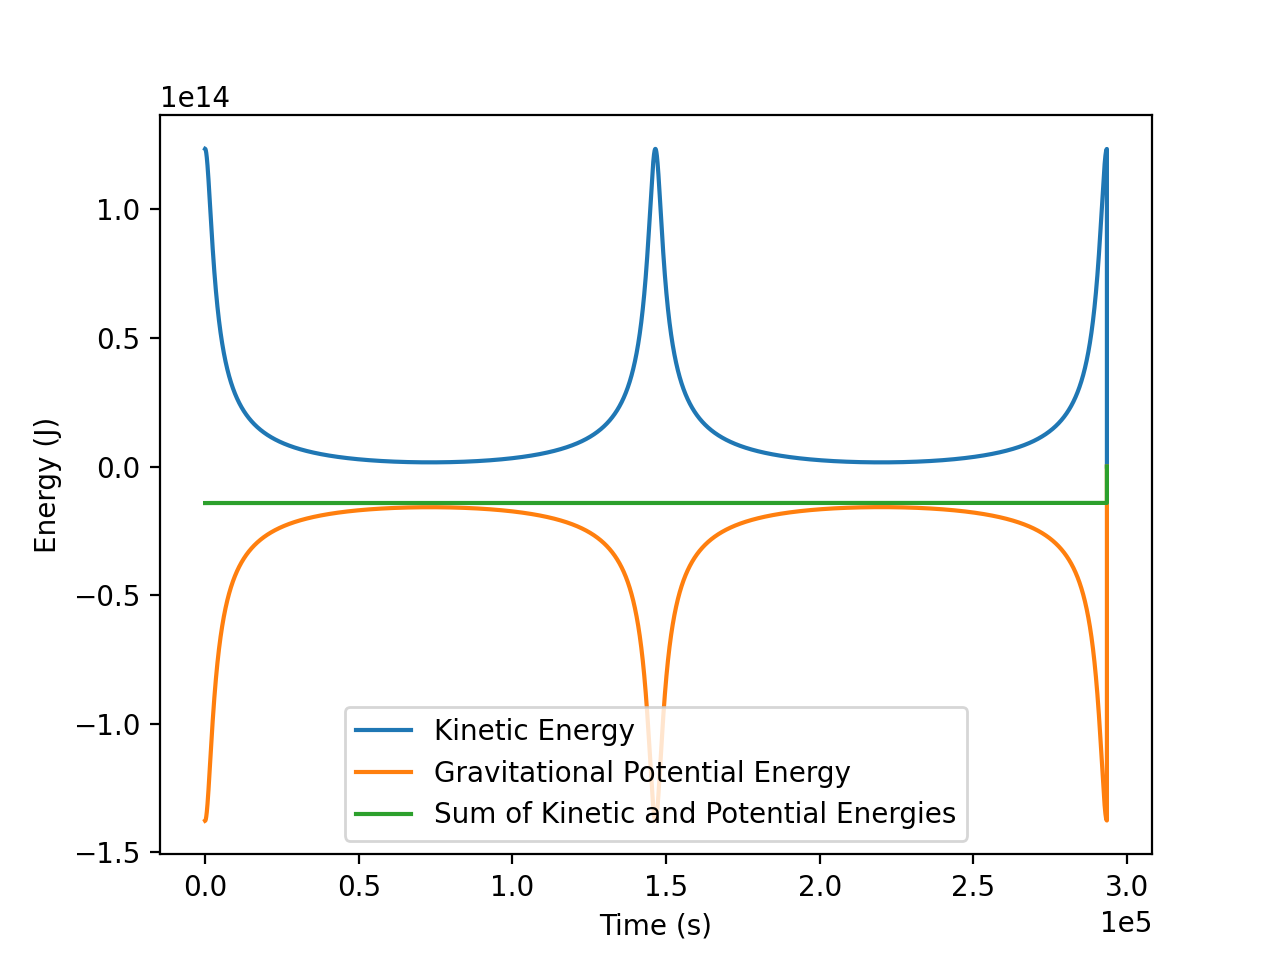 1e14
1.0
0.5
0.0
−0.5
−1.0
−1.5
Energy (J)
Kinetic Energy
Gravitational Potential Energy
Sum of Kinetic and Potential Energies
0.0 0.5 1.0 1.5 2.0 2.5 3.0
Time (s)
1e5